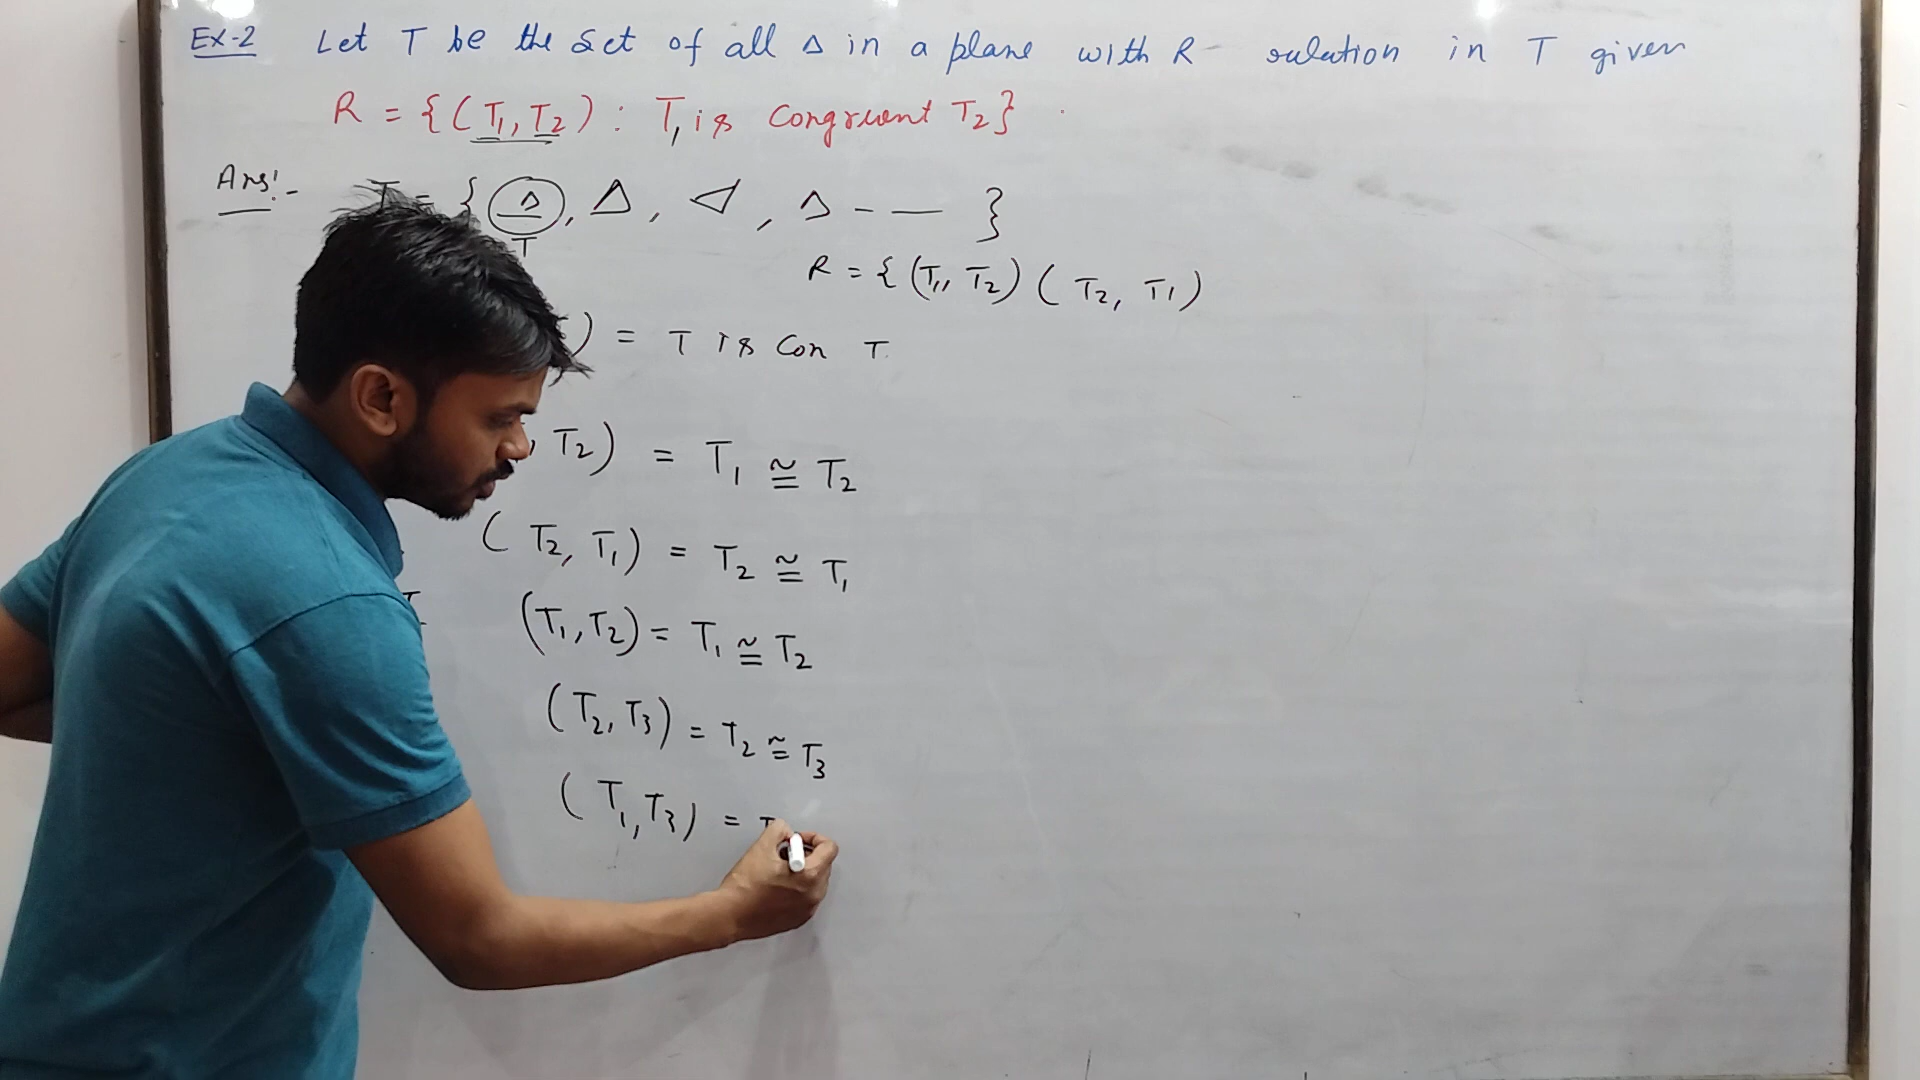 Ex-2 Let T be the set of all Δ in a plane with R - relation in T given
R = {(T₁, T₂) : T₁ is congruent T₂}
Ans:- T = { Δ, Δ, Δ, Δ - — }
T
R = { (T₁, T₂) ( T₂, T₁ )
) = T is con T
, T₂) = T₁ ≅ T₂
( T₂, T₁ ) = T₂ ≅ T₁
(T₁, T₂) = T₁ ≅ T₂
(T₂, T₃) = T₂ ≅ T₃
( T₁, T₃) = T